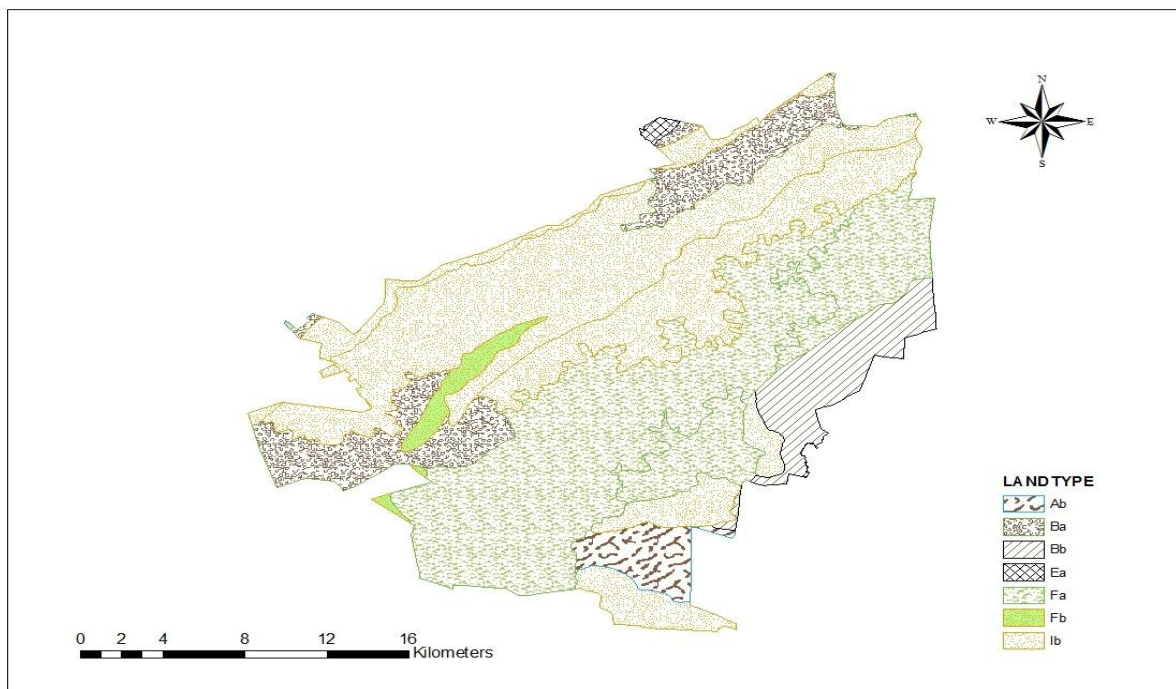 N
W E
S
LANDTYPE
Ab
Ba
Bb
Ea
Fa
Fb
Ib
0 2 4 8 12 16
Kilometers